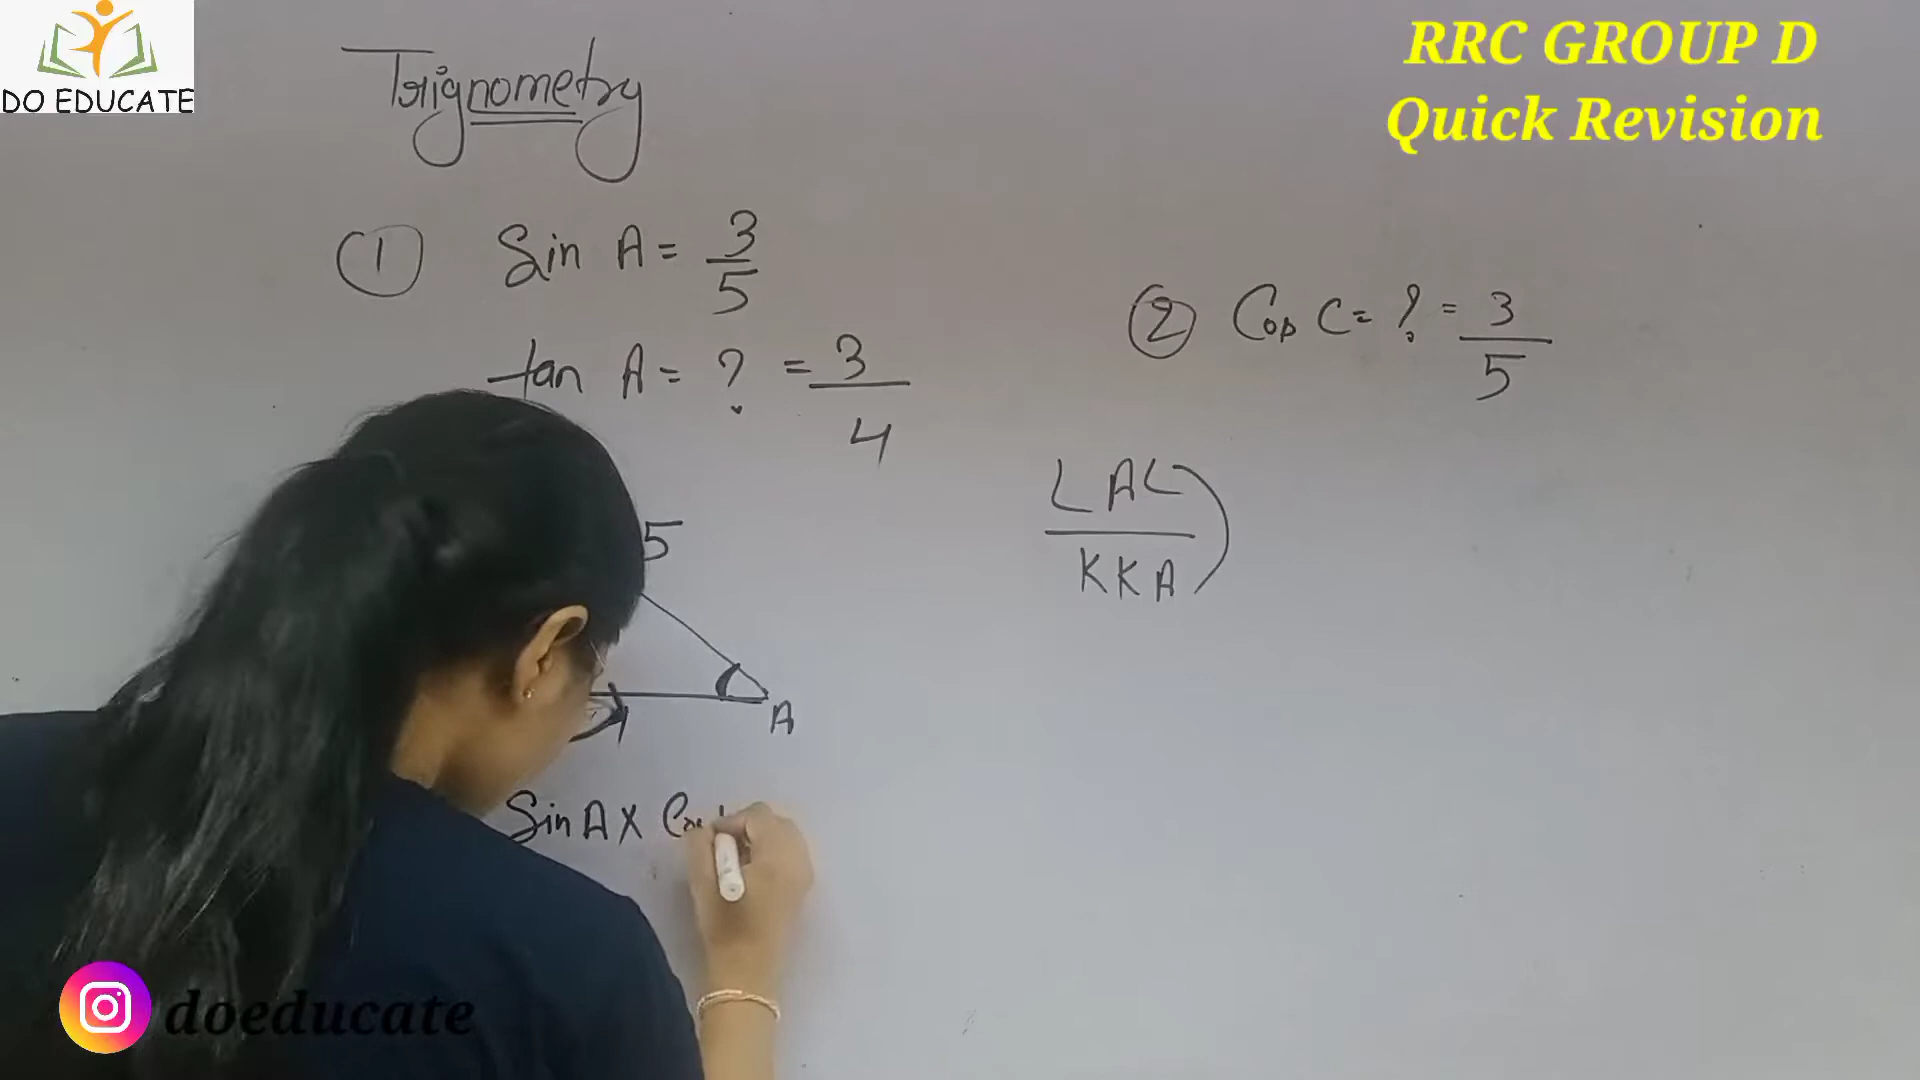 DO EDUCATE
RRC GROUP D
Quick Revision
Trignometry
① Sin A = 3/5
tan A = ? = 3/4
② Cos C = ? = 3/5
LAL
KKA
5
A
Sin A x
doeducate